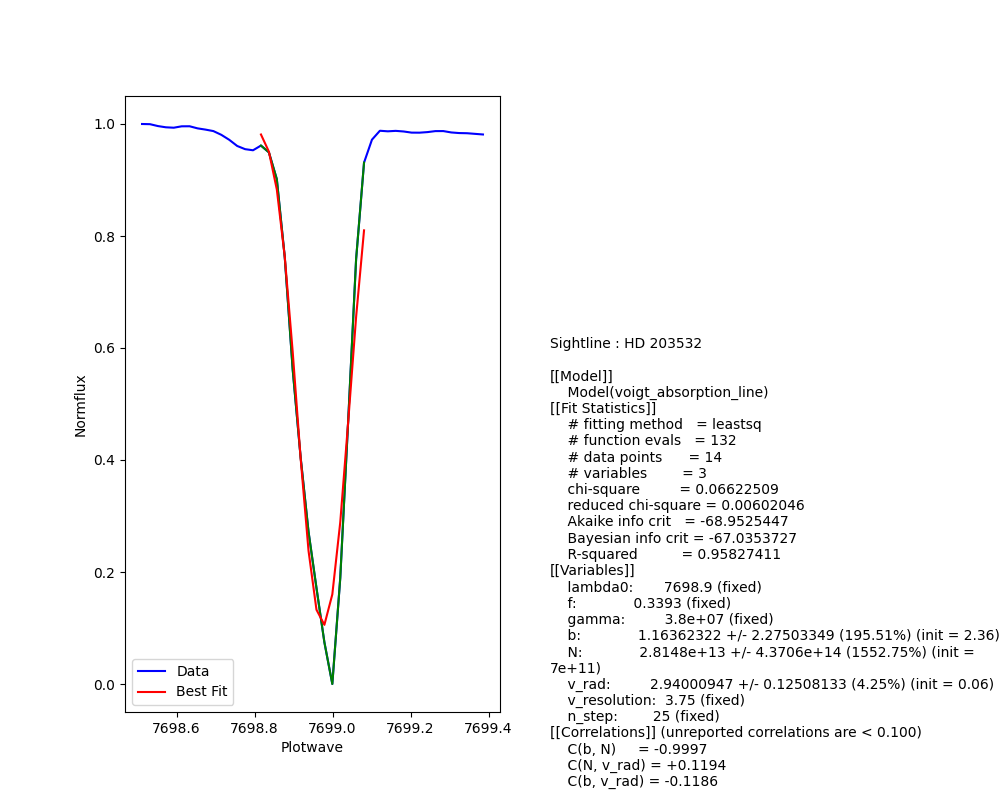 1.0
0.8
0.6
0.4
0.2
0.0
Normflux
Data
Best Fit
7698.6 7698.8 7699.0 7699.2 7699.4
Plotwave
Sightline : HD 203532
[[Model]]
Model(voigt_absorption_line)
[[Fit Statistics]]
# fitting method = leastsq
# function evals = 132
# data points = 14
# variables = 3
chi-square = 0.06622509
reduced chi-square = 0.00602046
Akaike info crit = -68.9525447
Bayesian info crit = -67.0353727
R-squared = 0.95827411
[[Variables]]
lambda0: 7698.9 (fixed)
f: 0.3393 (fixed)
gamma: 3.8e+07 (fixed)
b: 1.16362322 +/- 2.27503349 (195.51%) (init = 2.36)
N: 2.8148e+13 +/- 4.3706e+14 (1552.75%) (init =
7e+11)
v_rad: 2.94000947 +/- 0.12508133 (4.25%) (init = 0.06)
v_resolution: 3.75 (fixed)
n_step: 25 (fixed)
[[Correlations]] (unreported correlations are < 0.100)
C(b, N) = -0.9997
C(N, v_rad) = +0.1194
C(b, v_rad) = -0.1186